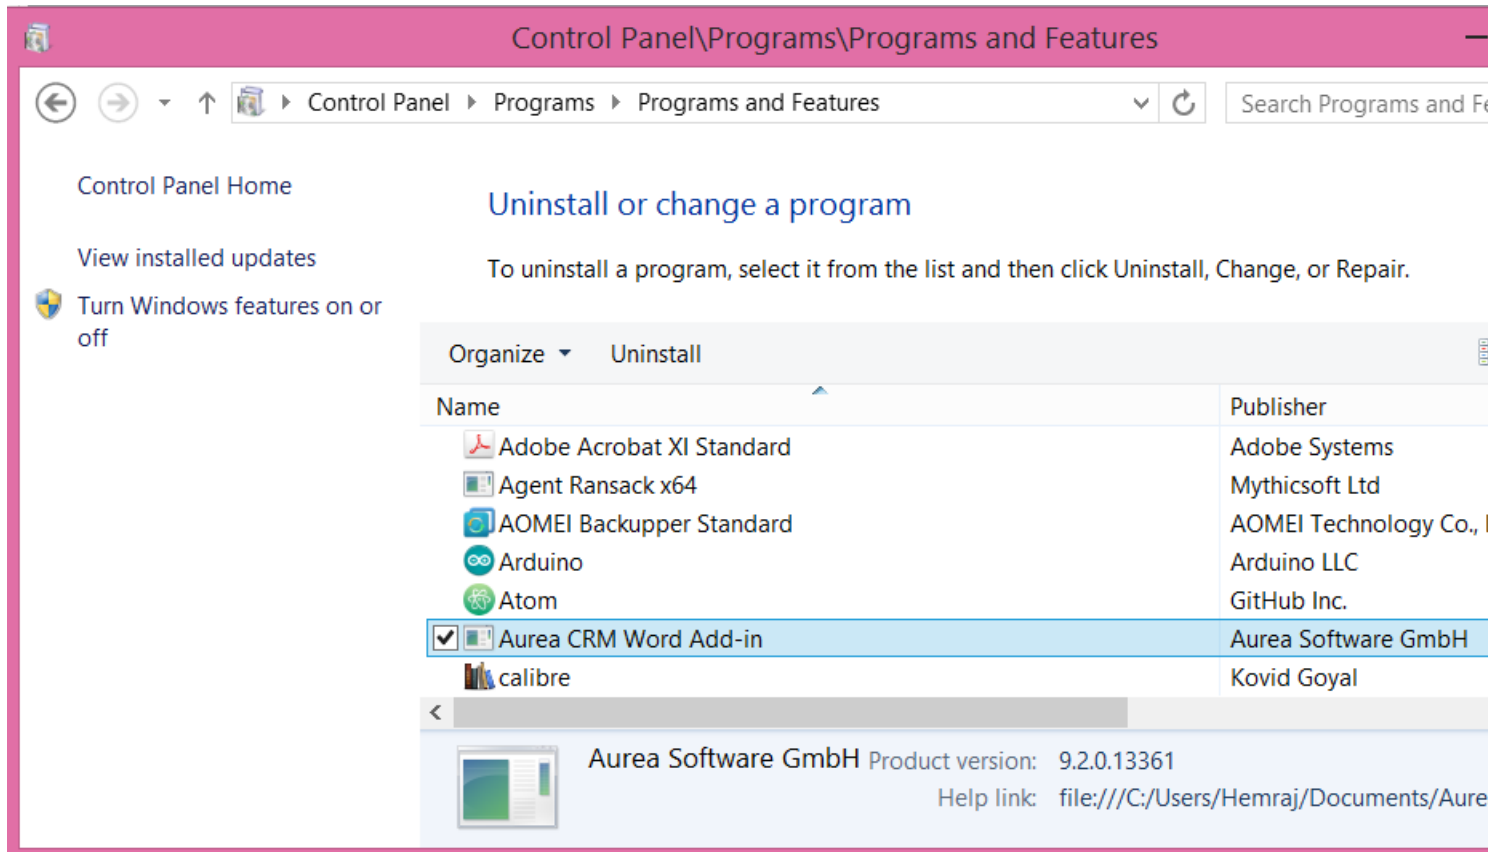 Control Panel\Programs\Programs and Features
Control Panel Programs Programs and Features
Search Programs and
Control Panel Home
View installed updates
Turn Windows features on or
off
Uninstall or change a program
To uninstall a program, select it from the list and then click Uninstall, Change, or Repair.
Organize Uninstall
Name Publisher
Adobe Acrobat XI Standard Adobe Systems
Agent Ransack x64 Mythicsoft Ltd
AOMEI Backupper Standard AOMEI Technology Co.,
Arduino Arduino LLC
Atom GitHub Inc.
Aurea CRM Word Add-in Aurea Software GmbH
calibre Kovid Goyal
Aurea Software GmbH Product version: 9.2.0.13361
Help link: file:///C:/Users/Hemraj/Documents/Aure